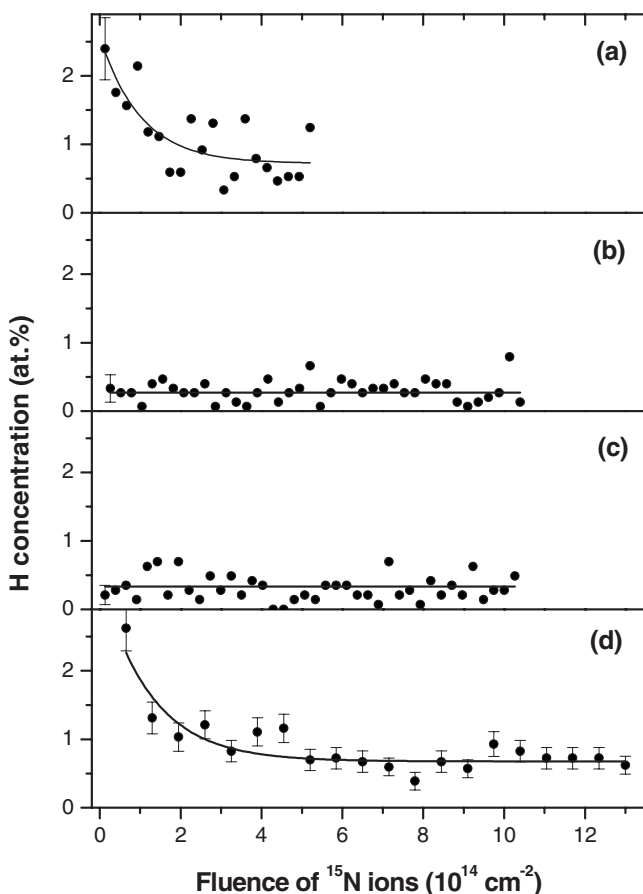 (a)
2
1
0
(b)
2
1
0
(c)
2
1
0
(d)
2
1
0
0 2 4 6 8 10 12
H concentration (at.%)
Fluence of ¹⁵N ions (10¹⁴ cm⁻²)